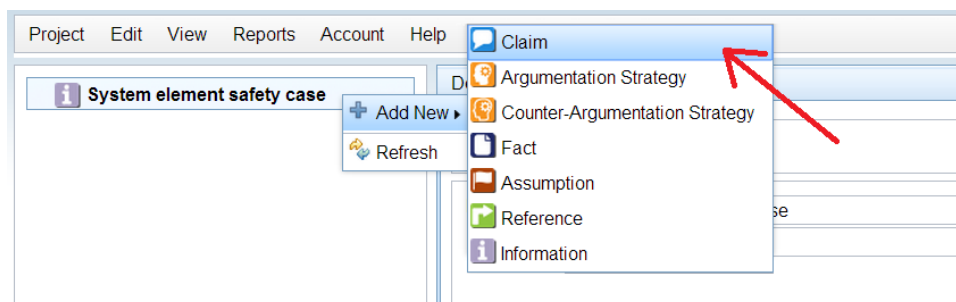 Project Edit View Reports Account Help
System element safety case
Add New
Refresh
Claim
Argumentation Strategy
Counter-Argumentation Strategy
Fact
Assumption
Reference
Information